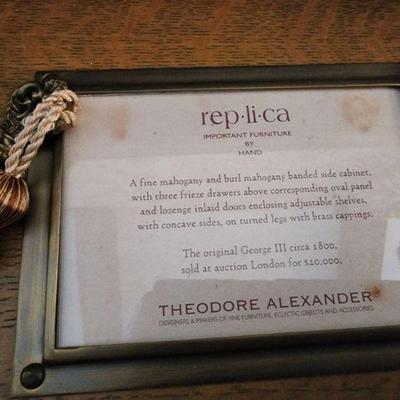 rep·li·ca
IMPORTANT FURNITURE
BY
HAND
A fine mahogany and burl mahogany banded side cabinet,
with three frieze drawers above corresponding oval panel
and lozenge inlaid doors enclosing adjustable shelves,
with concave sides, on turned legs with brass cappings.
The original George III circa 1800,
sold at auction London for $20,000.
THEODORE ALEXANDER
DESIGNERS & MAKERS OF FINE FURNITURE, ECLECTIC OBJECTS AND ACCESSORIES